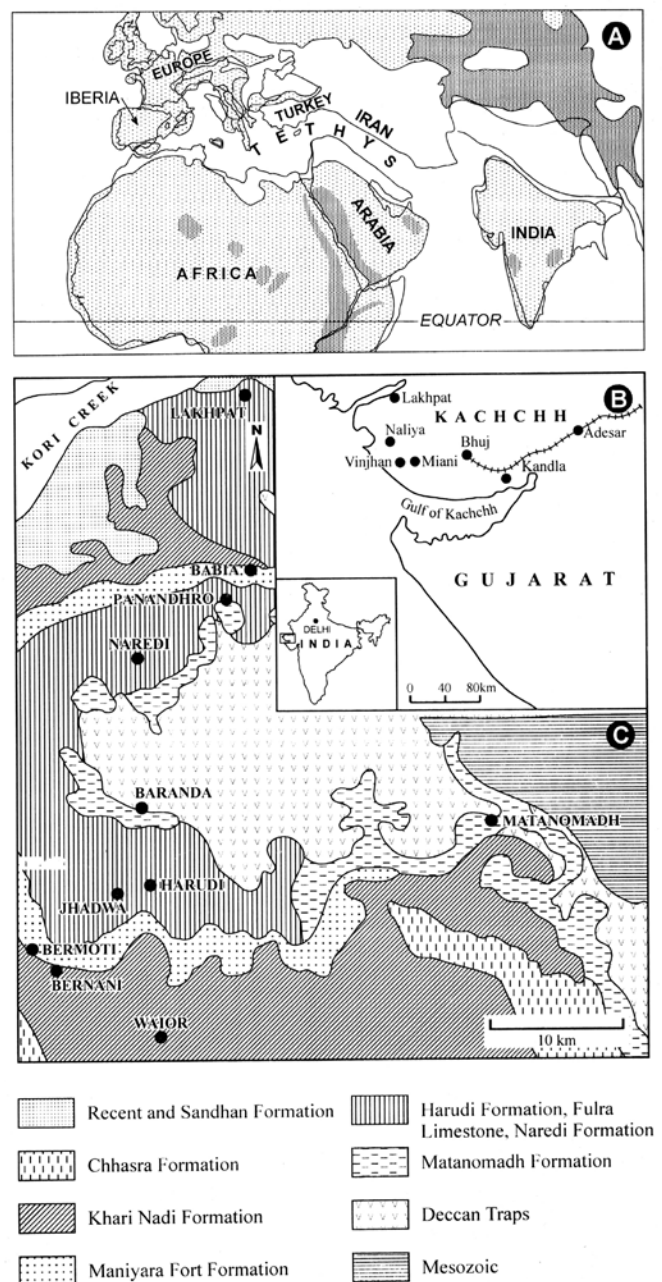 A
EUROPE
IBERIA
TURKEY
IRAN
TETHYS
ARABIA
INDIA
AFRICA
EQUATOR
B
KORI CREEK
LAKHPAT
N
Lakhpat
KACHCHH
Naliya
Bhuj
Adesar
Vinjhan
Miani
Kandla
Gulf of Kachchh
GUJARAT
BABIA
PANANDHRO
DELHI
INDIA
NAREDI
0 40 80km
C
BARANDA
MATANOMADH
HARUDI
JHADWA
BERMOTI
BERNANI
WAIOR
10 km
Recent and Sandhan Formation
Harudi Formation, Fulra
Limestone, Naredi Formation
Chhasra Formation
Matanomadh Formation
Khari Nadi Formation
Deccan Traps
Maniyara Fort Formation
Mesozoic